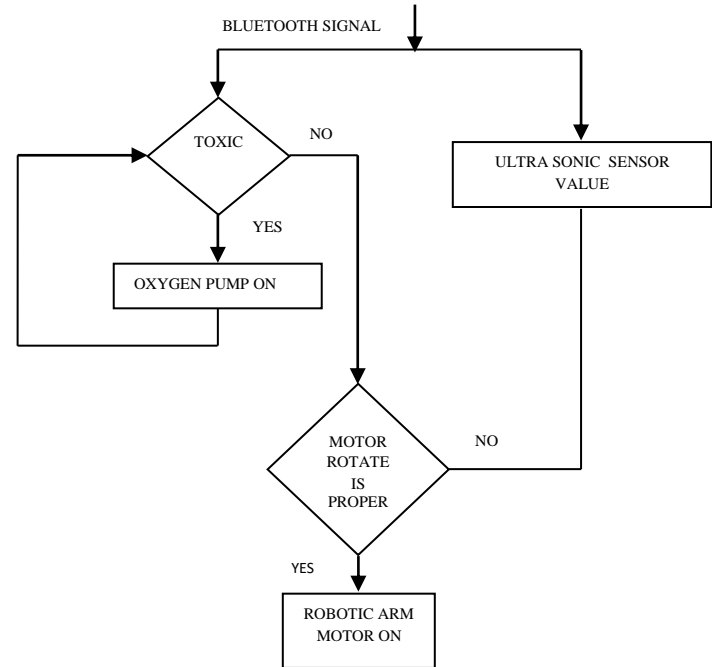 BLUETOOTH SIGNAL
TOXIC
NO
ULTRA SONIC SENSOR
VALUE
YES
OXYGEN PUMP ON
MOTOR
ROTATE
IS
PROPER
NO
YES
ROBOTIC ARM
MOTOR ON